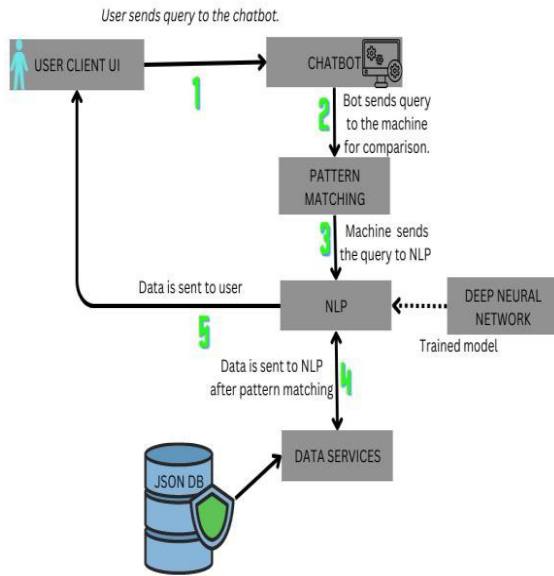 User sends query to the chatbot.
USER CLIENT UI
CHATBOT
1
2
Bot sends query
to the machine
for comparison.
PATTERN
MATCHING
3
Machine sends
the query to NLP
Data is sent to user
NLP
DEEP NEURAL
NETWORK
5
Trained model
Data is sent to NLP
after pattern matching
4
DATA SERVICES
JSON DB